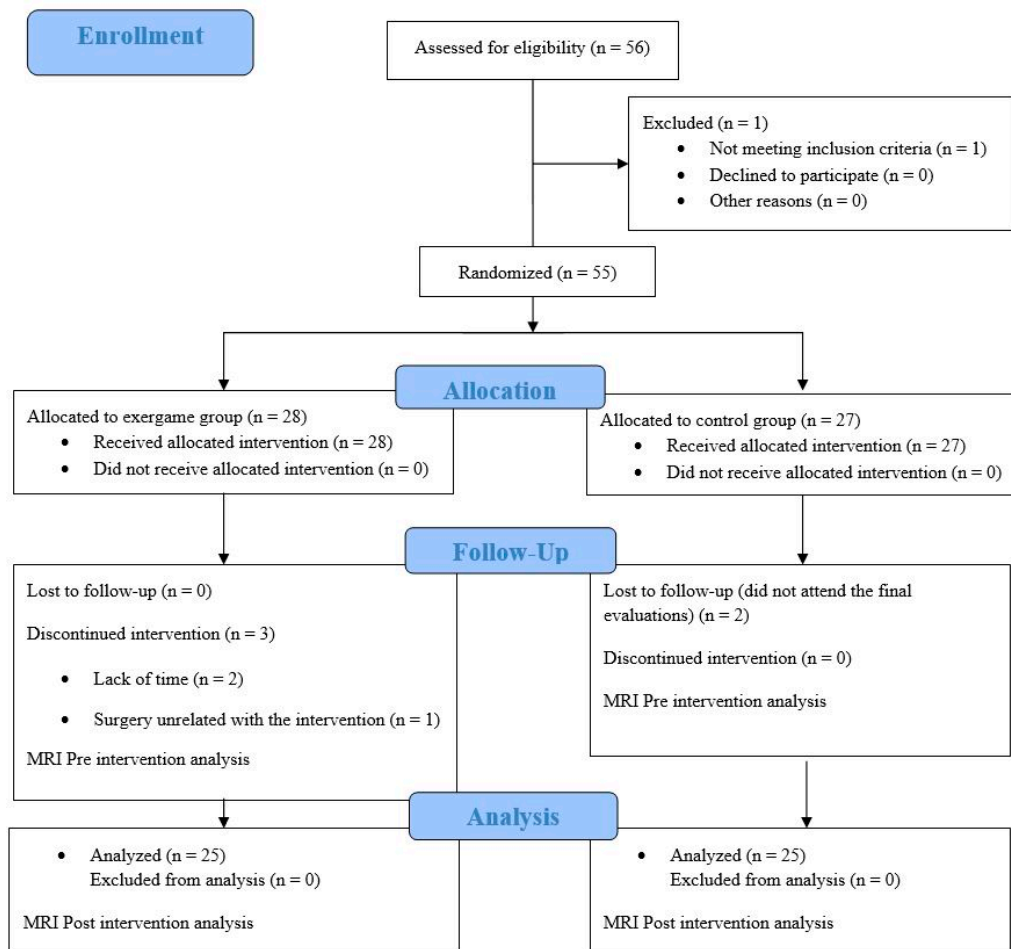 Enrollment
Assessed for eligibility (n = 56)
Excluded (n = 1)
• Not meeting inclusion criteria (n = 1)
• Declined to participate (n = 0)
• Other reasons (n = 0)
Randomized (n = 55)
Allocation
Allocated to exergame group (n = 28)
• Received allocated intervention (n = 28)
• Did not receive allocated intervention (n = 0)
Allocated to control group (n = 27)
• Received allocated intervention (n = 27)
• Did not receive allocated intervention (n = 0)
Follow-Up
Lost to follow-up (n = 0)
Discontinued intervention (n = 3)
• Lack of time (n = 2)
• Surgery unrelated with the intervention (n = 1)
MRI Pre intervention analysis
Lost to follow-up (did not attend the final
evaluations) (n = 2)
Discontinued intervention (n = 0)
MRI Pre intervention analysis
Analysis
• Analyzed (n = 25)
Excluded from analysis (n = 0)
MRI Post intervention analysis
• Analyzed (n = 25)
Excluded from analysis (n = 0)
MRI Post intervention analysis